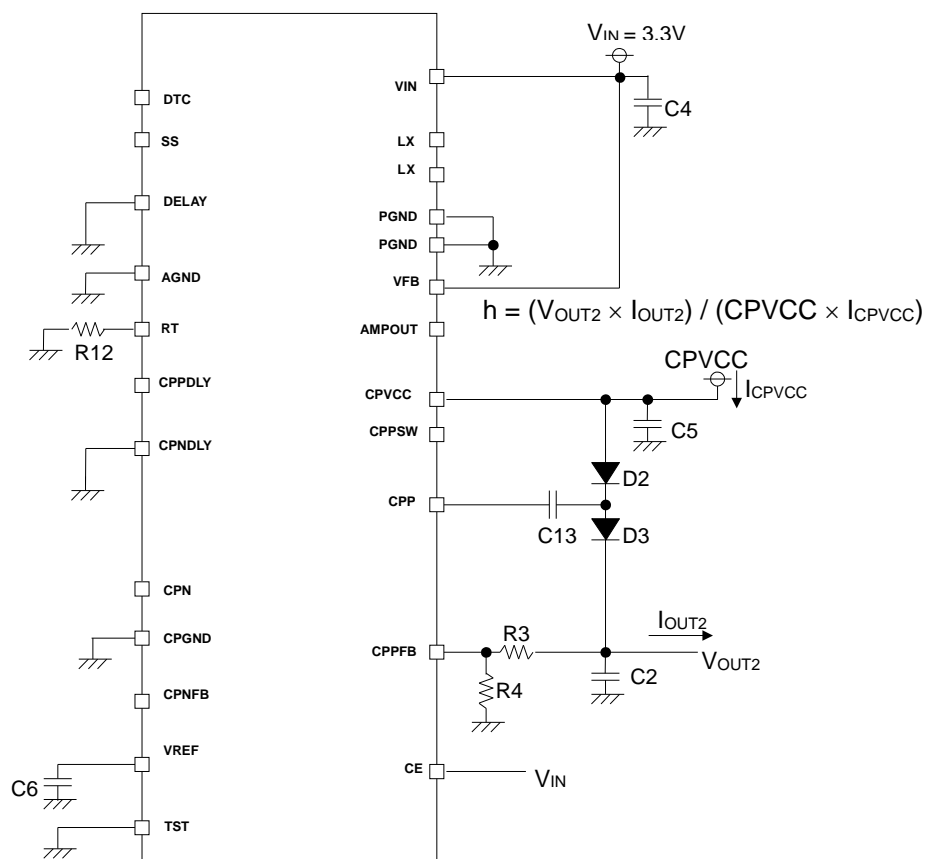 VIN = 3.3V
C4
DTC
SS
DELAY
AGND
RT
R12
CPPDLY
CPNDLY
CPN
CPGND
CPNFB
VREF
C6
TST
VIN
LX
LX
PGND
PGND
VFB
AMPOUT
CPVCC
CPPSW
CPP
CPPFB
CE
h = (VOUT2 × IOUT2) / (CPVCC × ICPVCC)
CPVCC
ICPVCC
C5
D2
C13
D3
R3
IOUT2
VOUT2
R4
C2
VIN